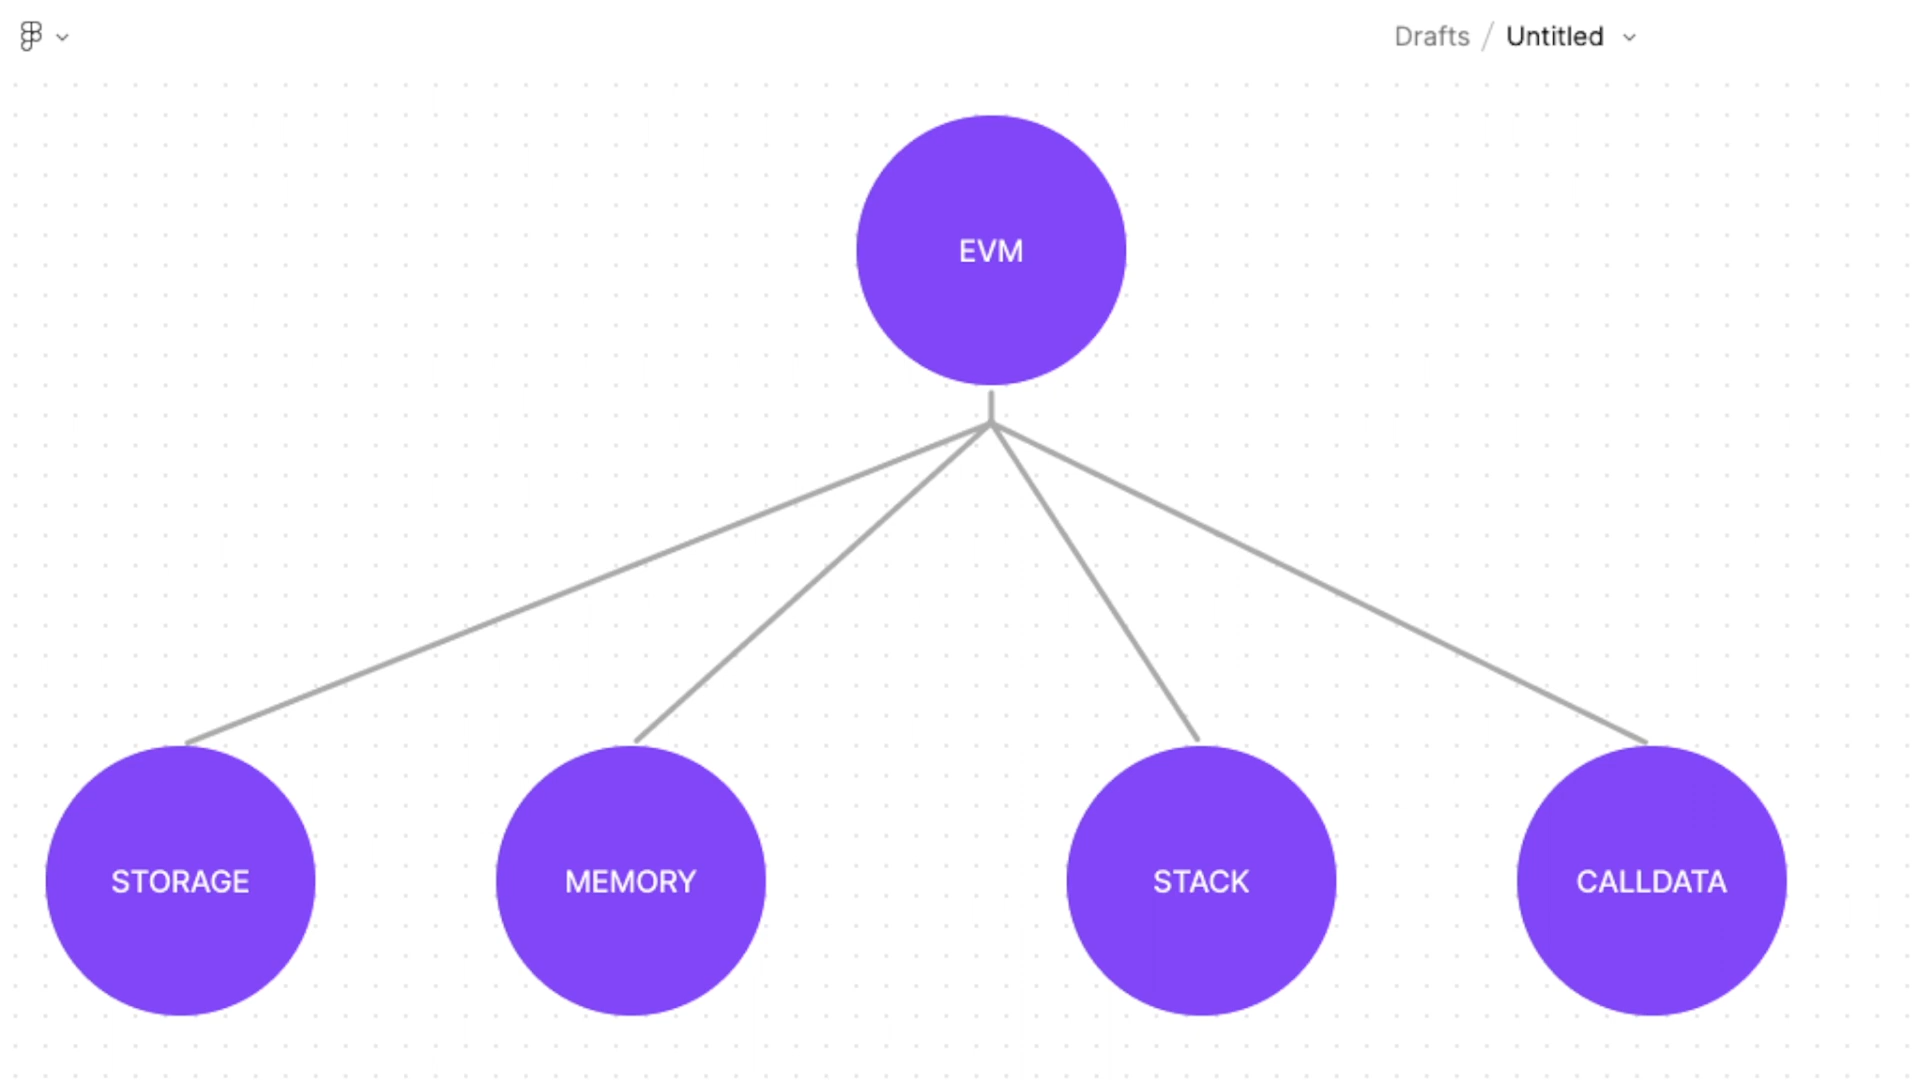 Drafts / Untitled
EVM
STORAGE
MEMORY
STACK
CALLDATA